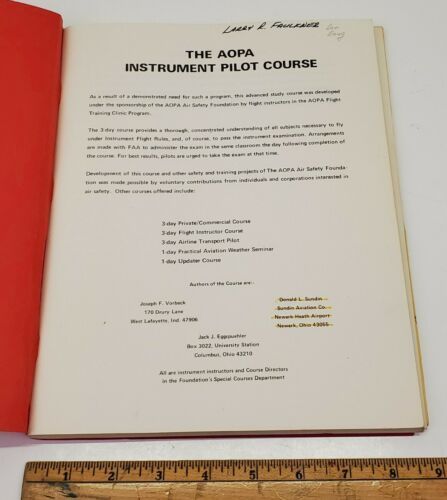 LARRY R. FAULKNER
THE AOPA
INSTRUMENT PILOT COURSE
As a result of a demonstrated need for such a program, this advanced study course was developed
under the sponsorship of the AOPA Air Safety Foundation by flight instructors in the AOPA Flight
Training Clinic Program.
The 3-day course provides a thorough, concentrated understanding of all subjects necessary to fly
under Instrument Flight Rules, and, of course, to pass the instrument examination. Arrangements
are made with FAA to administer the exam in the same classroom the day following completion of
the course. For best results, pilots are urged to take the exam at that time.
Development of this course and other safety and training projects of The AOPA Air Safety Founda-
tion was made possible by voluntary contributions from individuals and corporations interested in
air safety. Other courses offered include:
3-day Private/Commercial Course
3-day Flight Instructor Course
3-day Airline Transport Pilot
1-day Practical Aviation Weather Seminar
1-day Updater Course
Authors of the Course are:
Joseph F. Vorbeck
170 Drury Lane
West Lafayette, Ind. 47906
Donald L. Sundin
Sundin Aviation Co.
Newark-Heath Airport
Newark, Ohio 43055
Jack J. Eggspuehler
Box 3022, University Station
Columbus, Ohio 43210
All are instrument instructors and Course Directors
in the Foundation's Special Courses Department
1 2 3 4 5 6 7 8 9